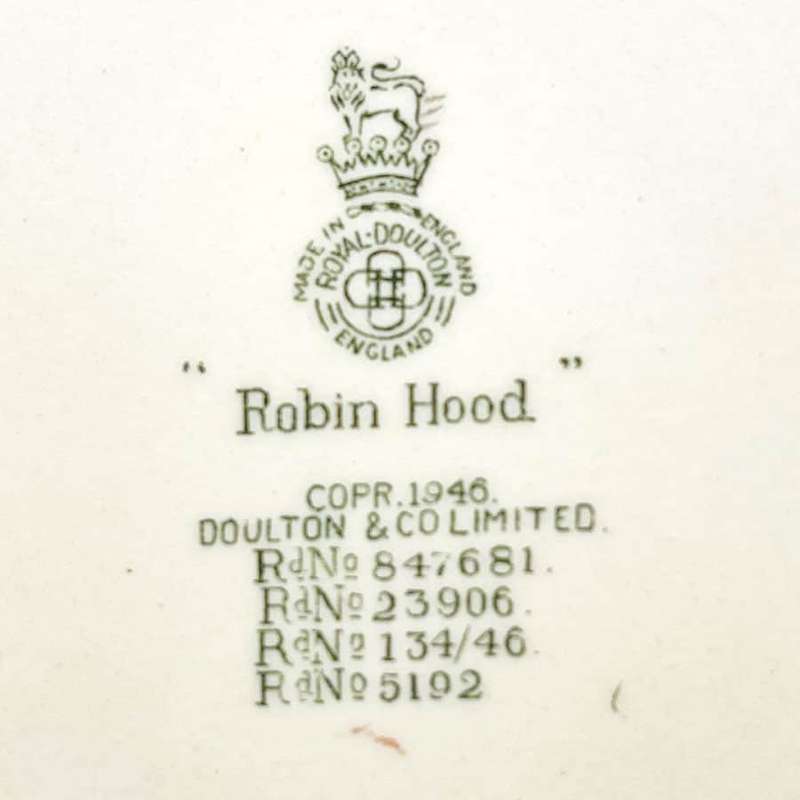 MADE IN ENGLAND
ROYAL-DOULTON
ENGLAND
" Robin Hood "
COPR. 1946.
DOULTON & CO LIMITED.
RdNo 847681.
RdNo 23906.
RdNo 134/46.
RdNo 5192